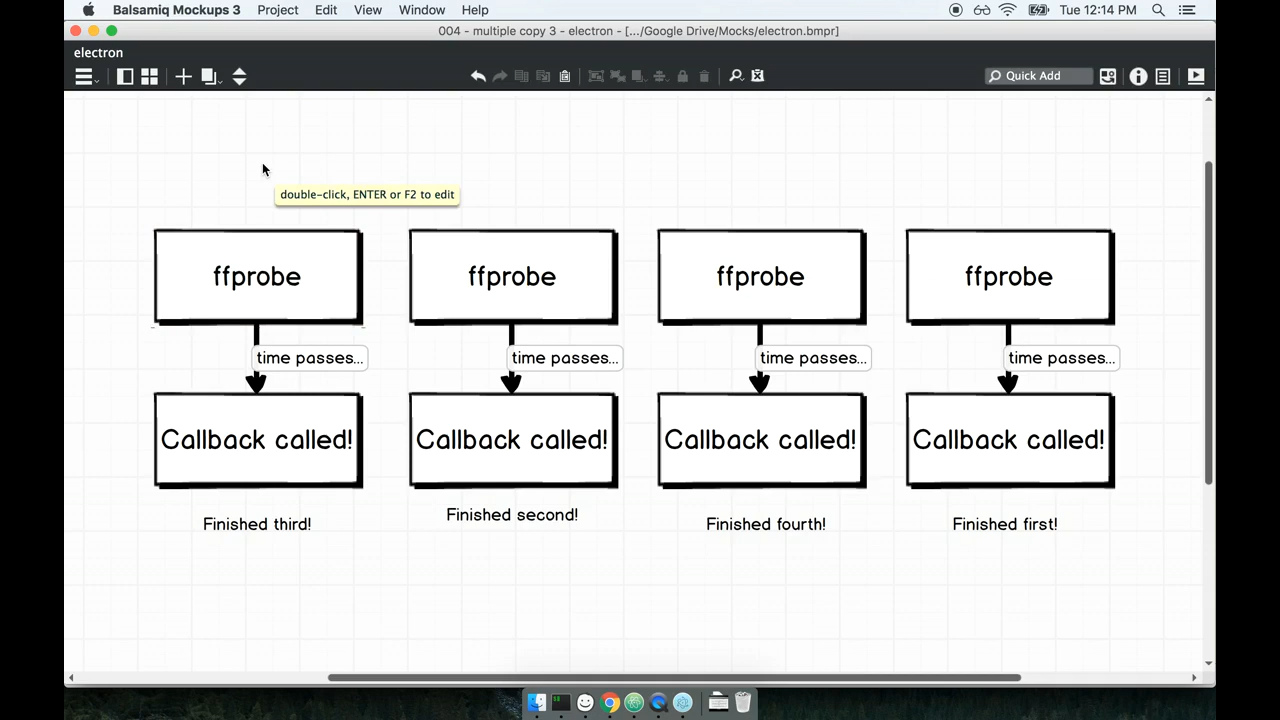 Balsamiq Mockups 3 Project Edit View Window Help Tue 12:14 PM
004 - multiple copy 3 - electron - [.../Google Drive/Mocks/electron.bmpr]
electron
Quick Add
double-click, ENTER or F2 to edit
ffprobe ffprobe ffprobe ffprobe
time passes... time passes... time passes... time passes...
Callback called! Callback called! Callback called! Callback called!
Finished third! Finished second! Finished fourth! Finished first!